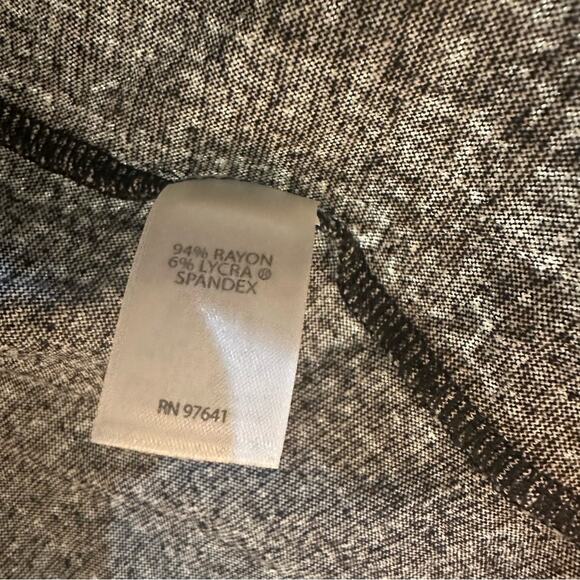 94% RAYON
6% LYCRA ®
SPANDEX
RN 97641